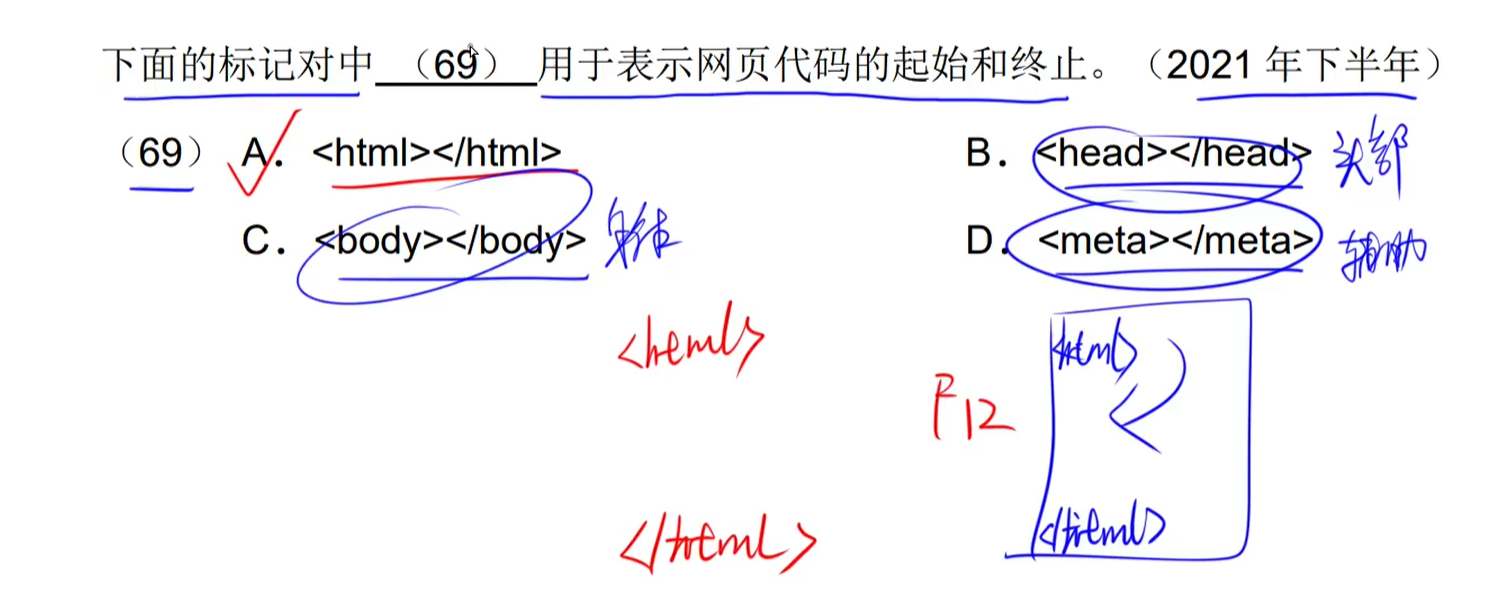 下面的标记对中 （69） 用于表示网页代码的起始和终止。（2021 年下半年）
（69） A. <html></html> B. <head></head> 头部
C. <body></body> 身体 D. <meta></meta> 辅助
<html>
<html>
F12
</html>
</html>